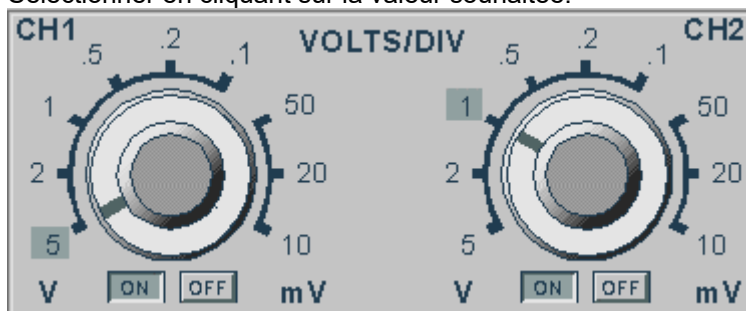 Sélectionner en cliquant sur la valeur souhaitée.
CH1 VOLTS/DIV CH2
.5 .2 .1 .5 .2 .1
1 50 1 50
2 20 2 20
5 10 5 10
V ON OFF mV V ON OFF mV